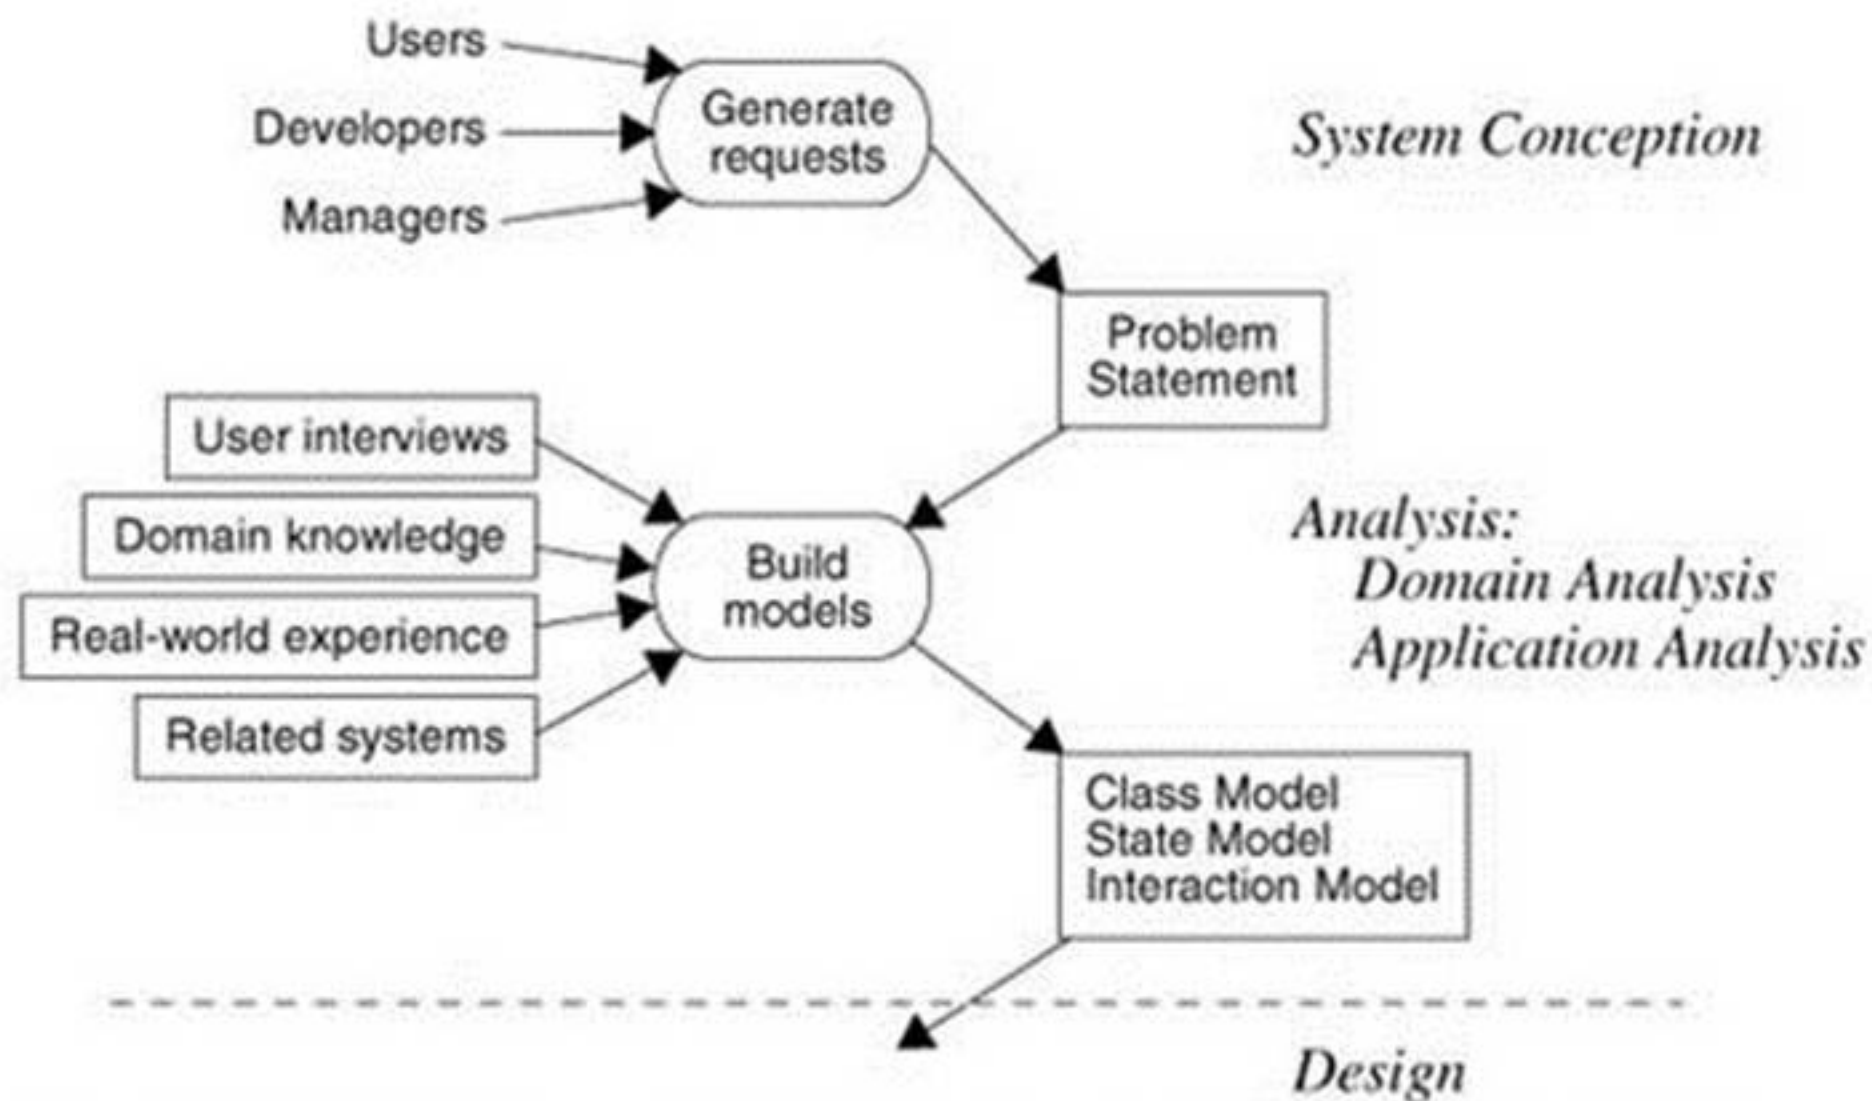 Users
Developers
Managers
Generate
requests
System Conception
Problem
Statement
User interviews
Domain knowledge
Real-world experience
Related systems
Build
models
Analysis:
Domain Analysis
Application Analysis
Class Model
State Model
Interaction Model
Design